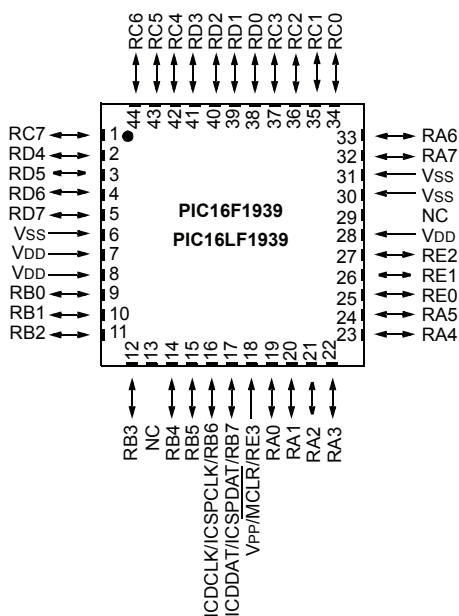 RC6
RC5
RC4
RD3
RD2
RD1
RD0
RC3
RC2
RC1
RC0
44
43
42
41
40
39
38
37
36
35
34
RC7 1
RD4 2
RD5 3
RD6 4
RD7 5
VSS 6
VDD 7
VDD 8
RB0 9
RB1 10
RB2 11
PIC16F1939
PIC16LF1939
33 RA6
32 RA7
31 VSS
30 VSS
29 NC
28 VDD
27 RE2
26 RE1
25 RE0
24 RA5
23 RA4
12
13
14
15
16
17
18
19
20
21
22
RB3
NC
RB4
RB5
ICDCLK/ICSPCLK/RB6
ICDDAT/ICSPDAT/RB7
VPP/MCLR/RE3
RA0
RA1
RA2
RA3